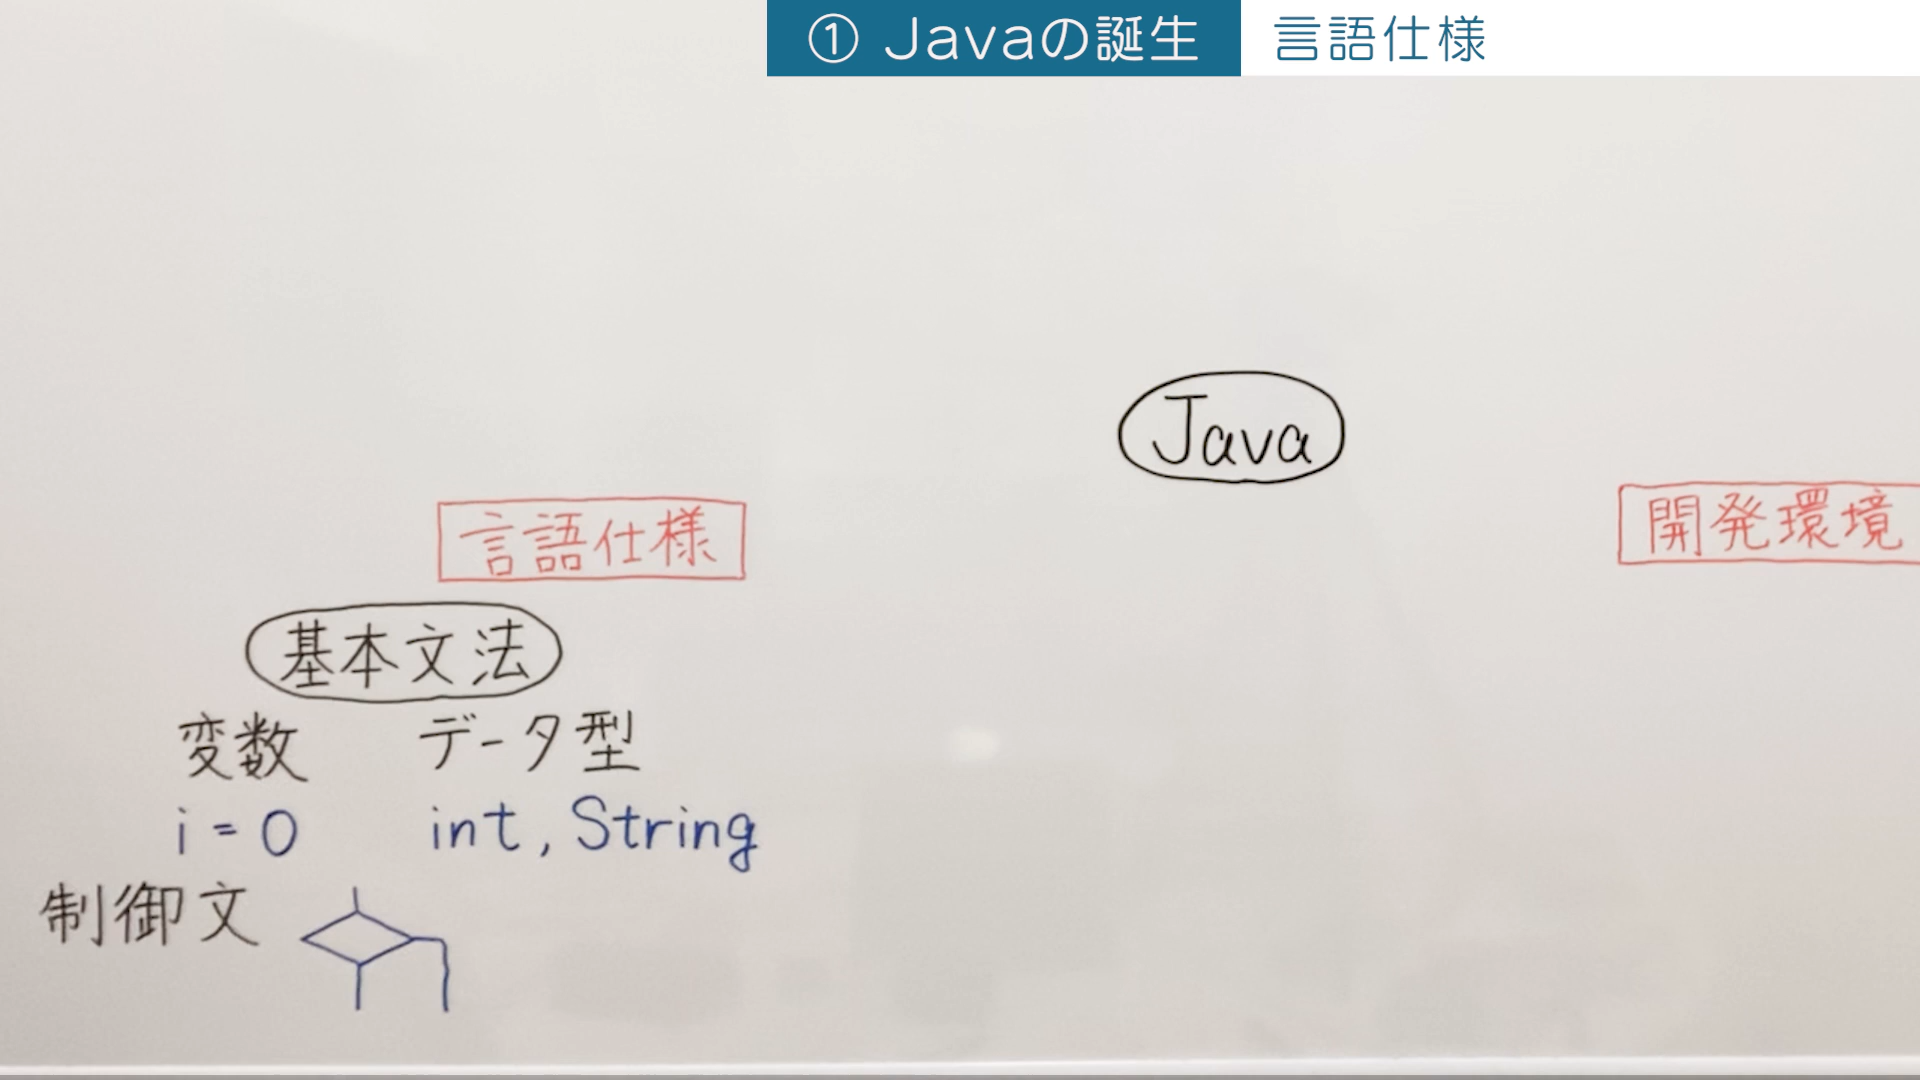 ① Javaの誕生 言語仕様
Java
言語仕様
開発環境
基本文法
変数 データ型
i = 0 int, String
制御文